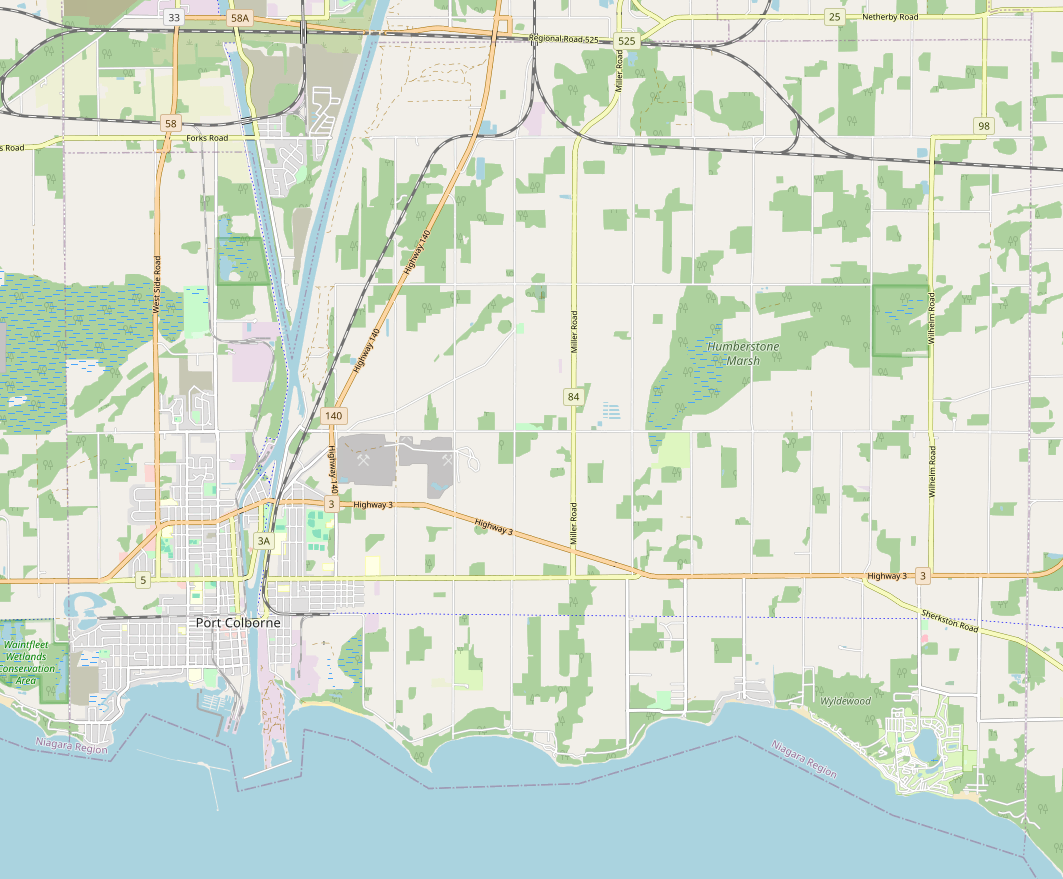 33
58A
25
Netherby Road
Regional Road 525
525
Miller Road
58
Forks Road
s Road
98
Highway 140
West Side Road
Wilhelm Road
Miller Road
Highway 140
Humberstone
Marsh
84
140
Highway 140
Wilhelm Road
3
Highway 3
Highway 3
Miller Road
3A
5
Highway 3
3
Port Colborne
Sherkston Road
Wainfleet
Wetlands
Conservation
Area
Wyldewood
Niagara Region
Niagara Region